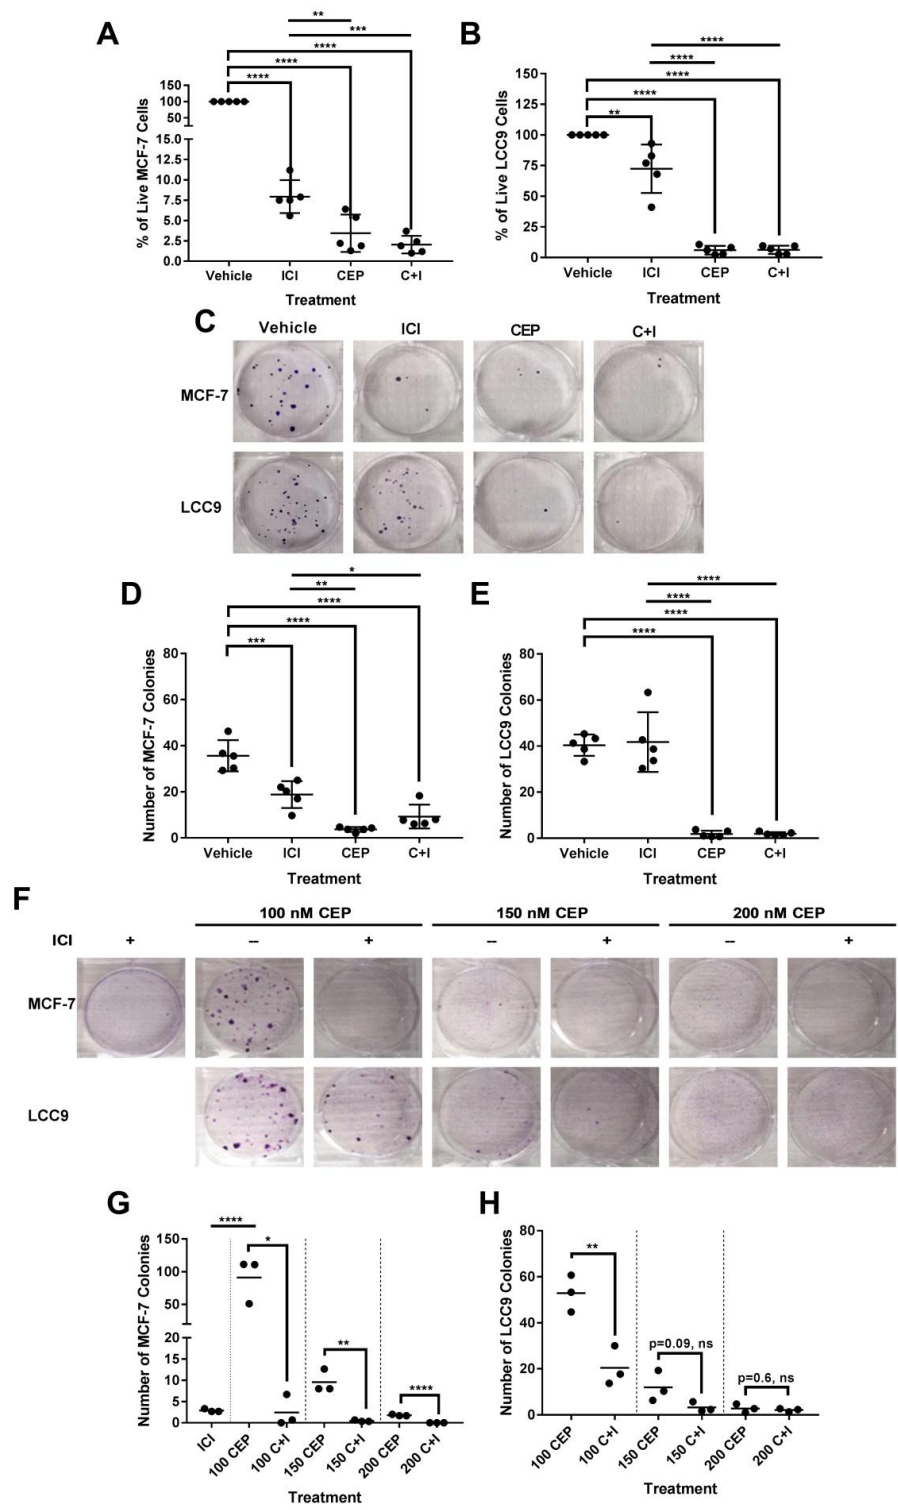 A
**
***
****
****
****
% of Live MCF-7 Cells
150
100
50
15.0
12.5
10.0
7.5
5.0
2.5
0.0
Vehicle ICI CEP C+I
Treatment
B
****
****
****
****
**
% of Live LCC9 Cells
150
125
100
75
50
25
0
Vehicle ICI CEP C+I
Treatment
C
Vehicle ICI CEP C+I
MCF-7
LCC9
D
*
**
****
****
***
Number of MCF-7 Colonies
80
60
40
20
0
Vehicle ICI CEP C+I
Treatment
E
****
****
****
****
Number of LCC9 Colonies
80
60
40
20
0
Vehicle ICI CEP C+I
Treatment
F
100 nM CEP 150 nM CEP 200 nM CEP
ICI + -- + -- + -- +
MCF-7
LCC9
G
****
*
**
****
Number of MCF-7 Colonies
150
100
50
20
15
10
5
0
ICI 100 CEP 100 C+I 150 CEP 150 C+I 200 CEP 200 C+I
Treatment
H
**
p=0.09, ns
p=0.6, ns
Number of LCC9 Colonies
80
60
40
20
0
100 CEP 100 C+I 150 CEP 150 C+I 200 CEP 200 C+I
Treatment